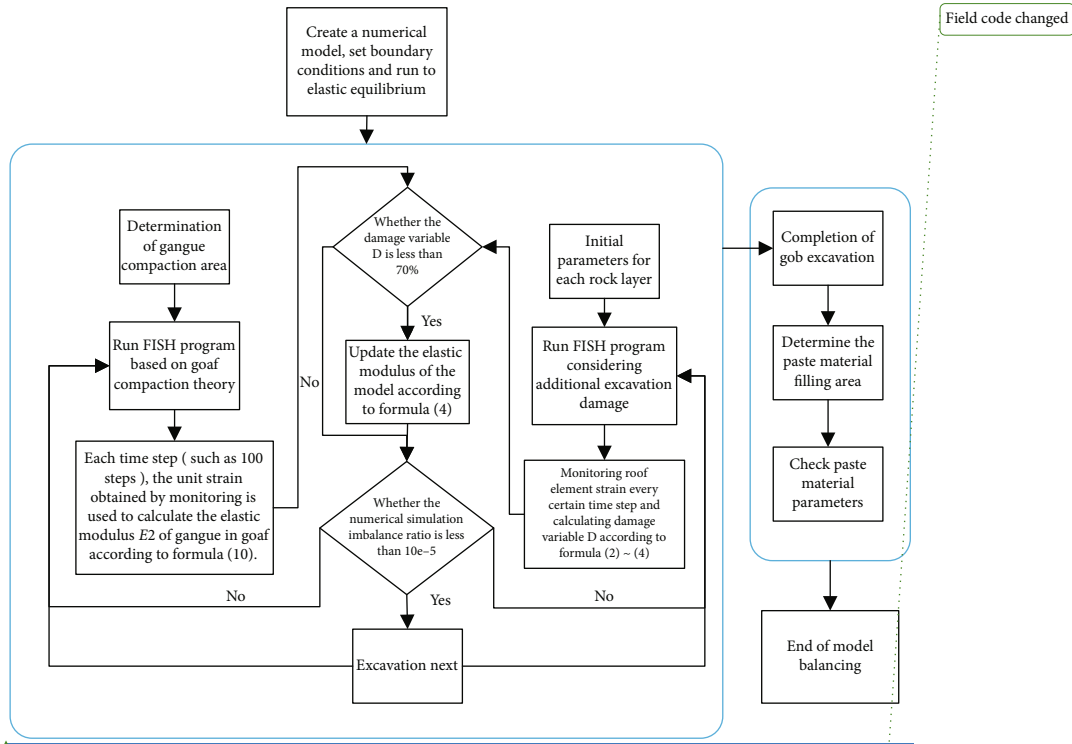 Field code changed
Create a numerical
model, set boundary
conditions and run to
elastic equilibrium
Determination
of gangue
compaction area
Run FISH program
based on goaf
compaction theory
Each time step ( such as 100
steps ), the unit strain
obtained by monitoring is
used to calculate the elastic
modulus E2 of gangue in goaf
according to formula (10).
No
Whether the
damage variable
D is less than
70%
Yes
Update the elastic
modulus of the
model according
to formula (4)
No
Whether the
numerical simulation
imbalance ratio is less
than 10e–5
No
Yes
Excavation next
Initial
parameters for
each rock layer
Run FISH program
considering
additional excavation
damage
Monitoring roof
element strain every
certain time step and
calculating damage
variable D according to
formula (2) ~ (4)
Completion of
gob excavation
Determine the
paste material
filling area
Check paste
material
parameters
End of model
balancing